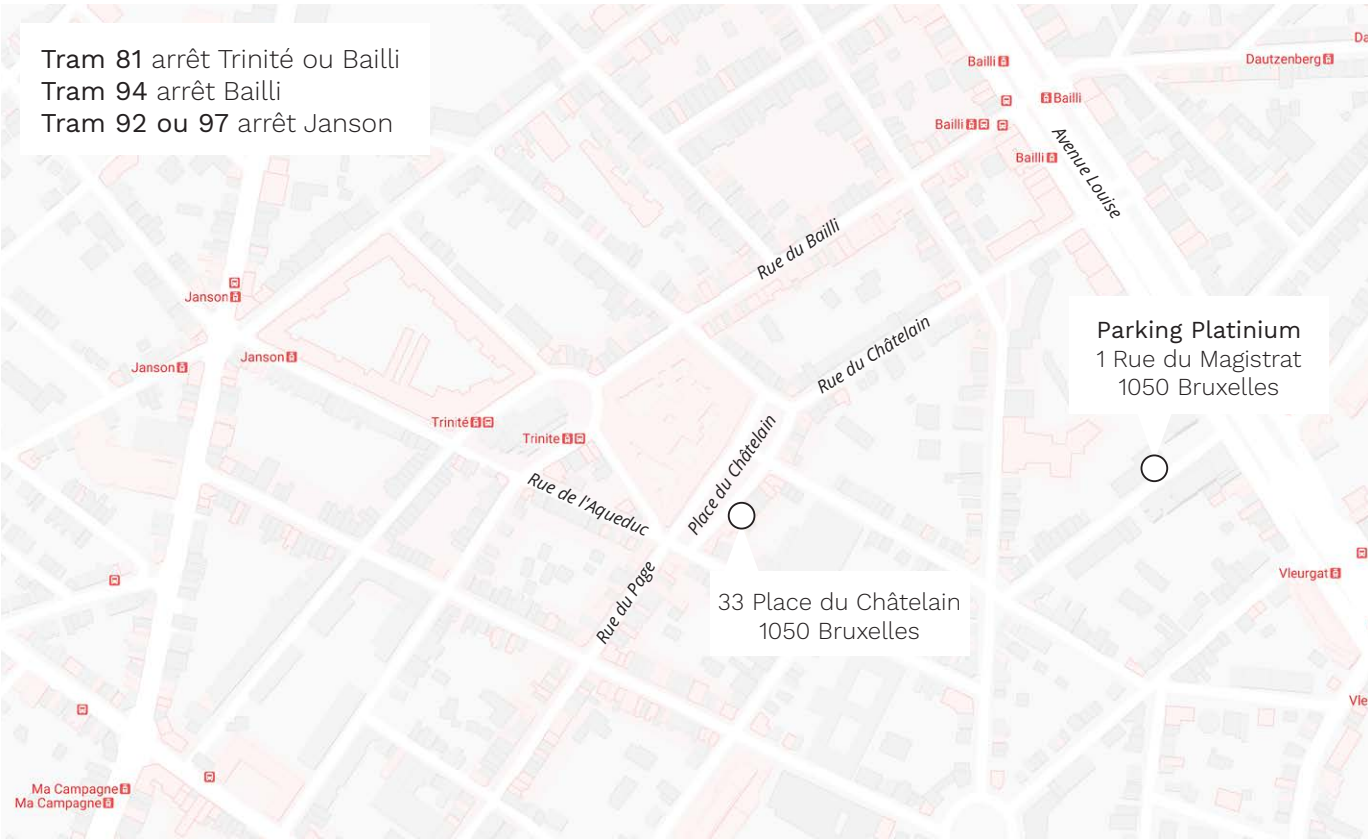 Tram 81 arrêt Trinité ou Bailli
Tram 94 arrêt Bailli
Tram 92 ou 97 arrêt Janson
Bailli
Dautzenberg
Da
Bailli
Bailli
Bailli
Avenue Louise
Rue du Bailli
Janson
Janson
Janson
Rue du Châtelain
Parking Platinium
1 Rue du Magistrat
1050 Bruxelles
Trinité
Trinite
Place du Châtelain
Rue de l'Aqueduc
Rue du Page
33 Place du Châtelain
1050 Bruxelles
Vleurgat
Vle
Ma Campagne
Ma Campagne